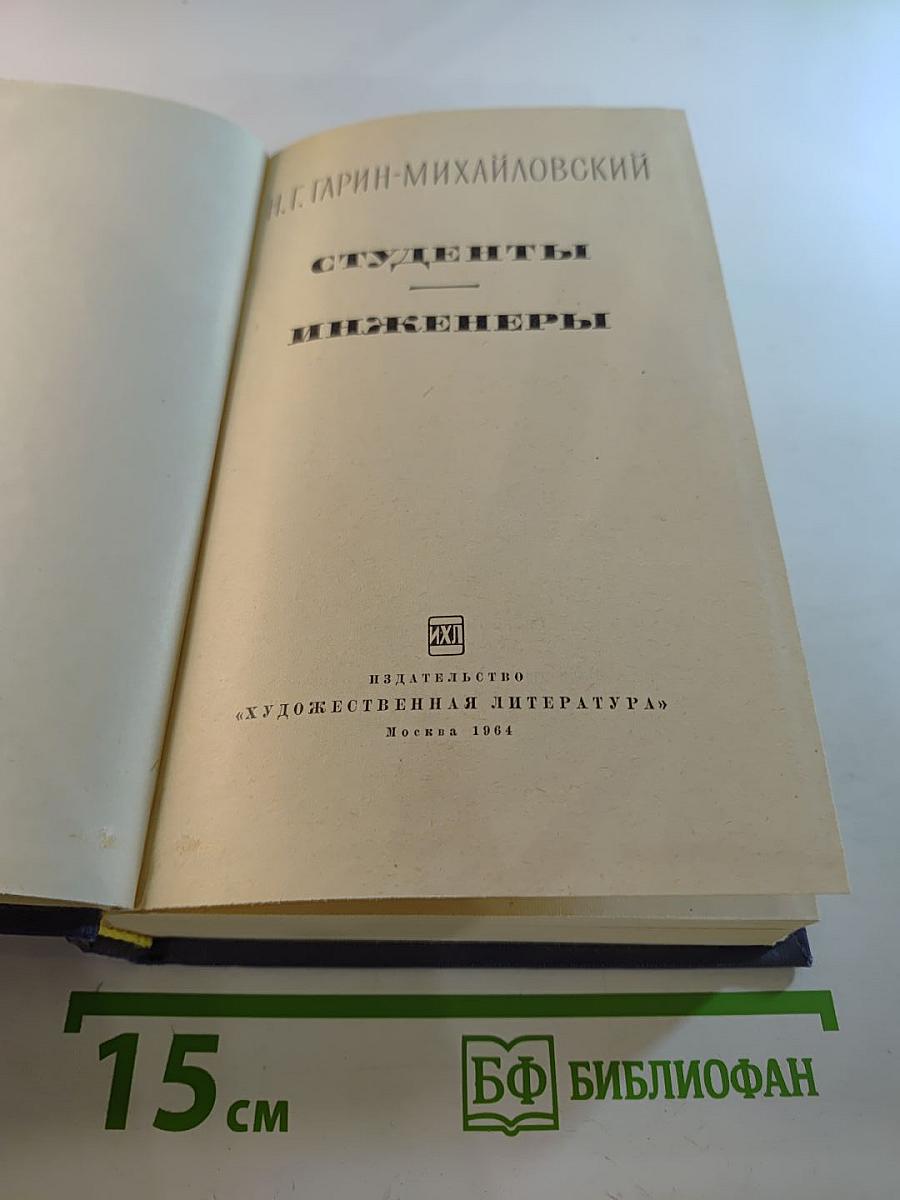 Н. Г. ГАРИН-МИХАЙЛОВСКИЙ
СТУДЕНТЫ
ИНЖЕНЕРЫ
ИХЛ
ИЗДАТЕЛЬСТВО
«ХУДОЖЕСТВЕННАЯ ЛИТЕРАТУРА»
Москва 1964
15 см
БФ БИБЛИОФАН